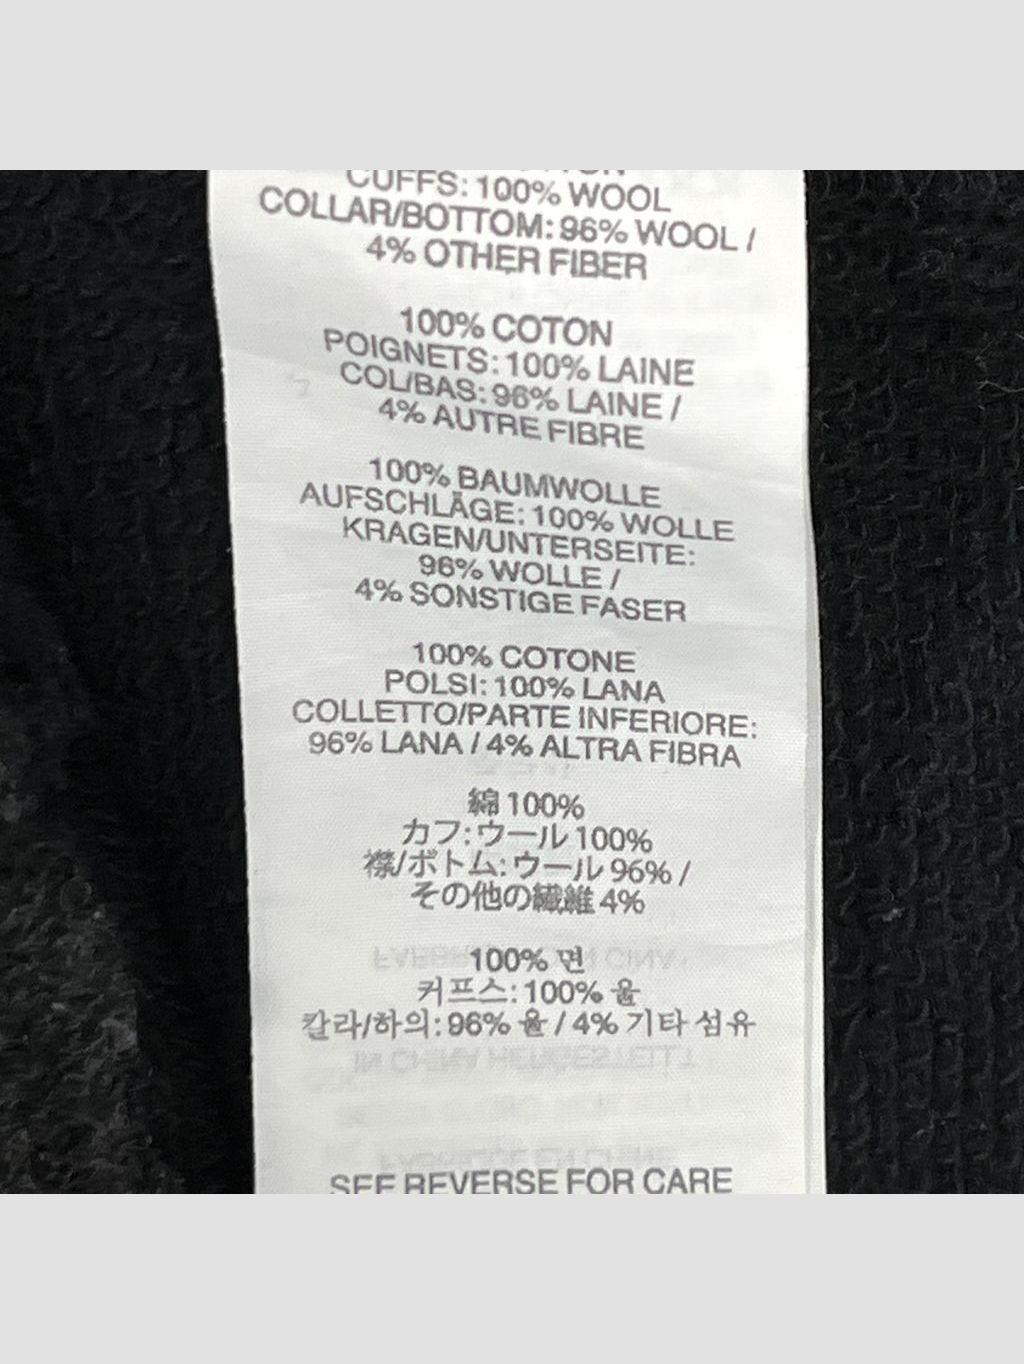 CUFFS: 100% WOOL
COLLAR/BOTTOM: 96% WOOL /
4% OTHER FIBER
100% COTON
POIGNETS: 100% LAINE
COL/BAS: 96% LAINE /
4% AUTRE FIBRE
100% BAUMWOLLE
AUFSCHLÄGE: 100% WOLLE
KRAGEN/UNTERSEITE:
96% WOLLE /
4% SONSTIGE FASER
100% COTONE
POLSI: 100% LANA
COLLETTO/PARTE INFERIORE:
96% LANA / 4% ALTRA FIBRA
綿 100%
カフ: ウール 100%
襟/ボトム: ウール 96% /
その他の繊維 4%
100% 면
커프스: 100% 울
칼라/하의: 96% 울 / 4% 기타 섬유
SEE REVERSE FOR CARE